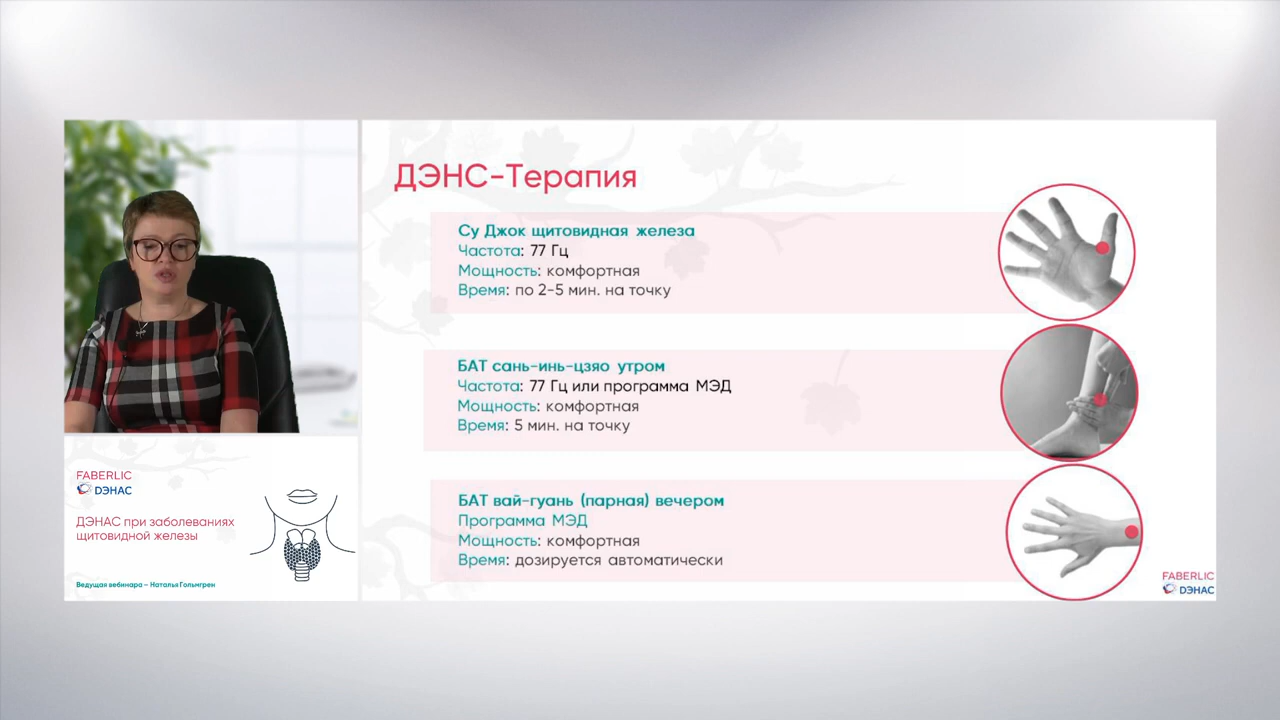 ДЭНС-Терапия
Су Джок щитовидная железа
Частота: 77 Гц
Мощность: комфортная
Время: по 2-5 мин. на точку
БАТ сань-инь-цзяо утром
Частота: 77 Гц или программа МЭД
Мощность: комфортная
Время: 5 мин. на точку
БАТ вай-гуань (парная) вечером
Программа МЭД
Мощность: комфортная
Время: дозируется автоматически
FABERLIC
ДЭНАС
FABERLIC
ДЭНАС
ДЭНАС при заболеваниях
щитовидной железы
Ведущая вебинара – Наталья Гольмгрен